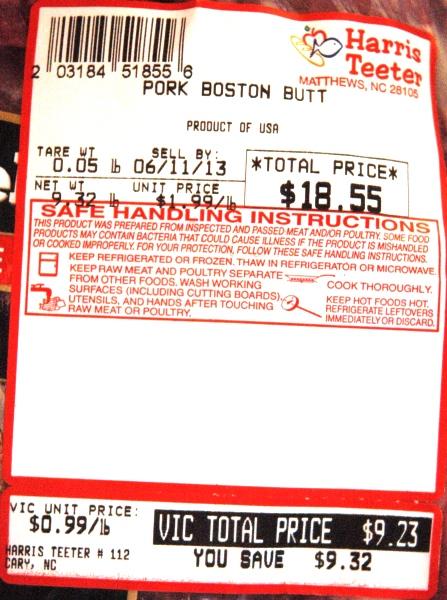 2 03184 51855 6
Harris
Teeter
MATTHEWS, NC 28105
PORK BOSTON BUTT
PRODUCT OF USA
TARE WT SELL BY:
0.05 lb 06/11/13
*TOTAL PRICE*
$18.55
NET WT UNIT PRICE
9.32 lb $1.99/lb
SAFE HANDLING INSTRUCTIONS
THIS PRODUCT WAS PREPARED FROM INSPECTED AND PASSED MEAT AND/OR POULTRY. SOME FOOD
PRODUCTS MAY CONTAIN BACTERIA THAT COULD CAUSE ILLNESS IF THE PRODUCT IS MISHANDLED
OR COOKED IMPROPERLY. FOR YOUR PROTECTION, FOLLOW THESE SAFE HANDLING INSTRUCTIONS.
KEEP REFRIGERATED OR FROZEN. THAW IN REFRIGERATOR OR MICROWAVE.
KEEP RAW MEAT AND POULTRY SEPARATE
FROM OTHER FOODS. WASH WORKING
SURFACES (INCLUDING CUTTING BOARDS),
UTENSILS, AND HANDS AFTER TOUCHING
RAW MEAT OR POULTRY.
COOK THOROUGHLY.
KEEP HOT FOODS HOT.
REFRIGERATE LEFTOVERS
IMMEDIATELY OR DISCARD.
VIC UNIT PRICE:
$0.99/lb
VIC TOTAL PRICE $9.23
HARRIS TEETER # 112
CARY, NC
YOU SAVE $9.32